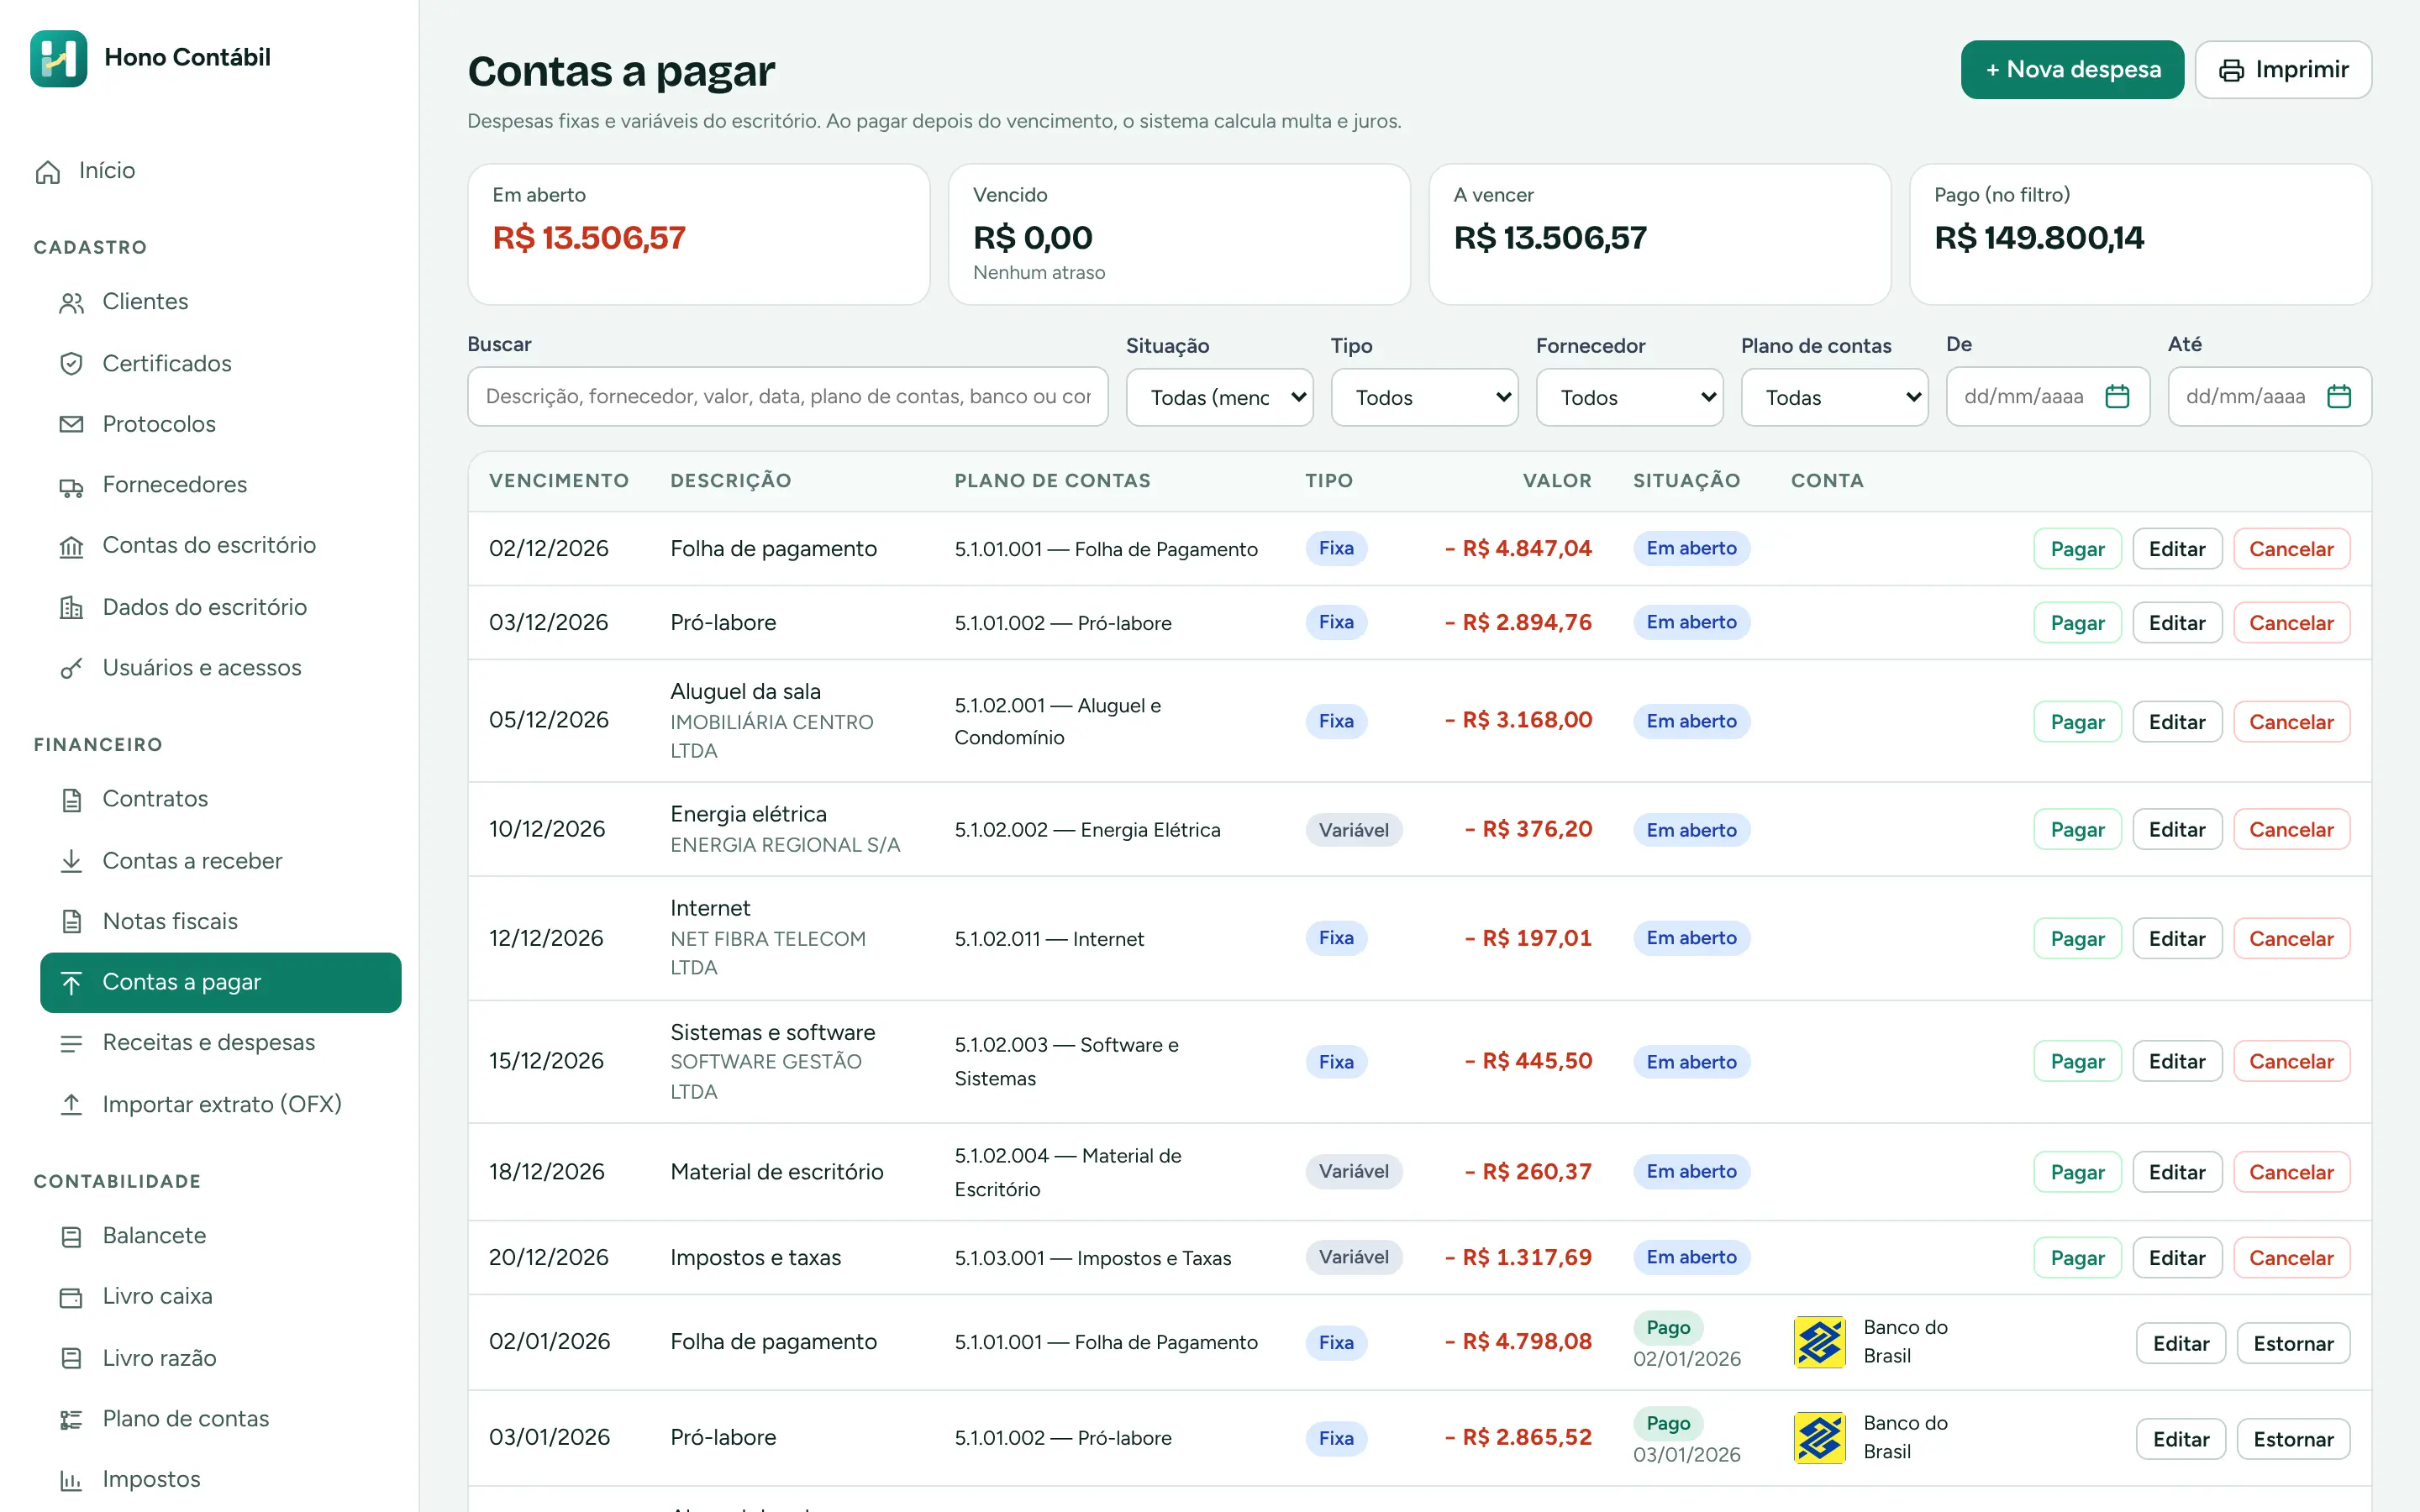 Hono Contábil
Início
CADASTRO
Clientes
Certificados
Protocolos
Fornecedores
Contas do escritório
Dados do escritório
Usuários e acessos
FINANCEIRO
Contratos
Contas a receber
Notas fiscais
Contas a pagar
Receitas e despesas
Importar extrato (OFX)
CONTABILIDADE
Balancete
Livro caixa
Livro razão
Plano de contas
Impostos
Contas a pagar
Despesas fixas e variáveis do escritório. Ao pagar depois do vencimento, o sistema calcula multa e juros.
+ Nova despesa
Imprimir
Em aberto
R$ 13.506,57
Vencido
R$ 0,00
Nenhum atraso
A vencer
R$ 13.506,57
Pago (no filtro)
R$ 149.800,14
Buscar
Descrição, fornecedor, valor, data, plano de contas, banco ou cor
Situação
Todas (menc
Tipo
Todos
Fornecedor
Todos
Plano de contas
Todas
De
dd/mm/aaaa
Até
dd/mm/aaaa
VENCIMENTO DESCRIÇÃO PLANO DE CONTAS TIPO VALOR SITUAÇÃO CONTA
02/12/2026 Folha de pagamento 5.1.01.001 — Folha de Pagamento Fixa − R$ 4.847,04 Em aberto Pagar Editar Cancelar
03/12/2026 Pró-labore 5.1.01.002 — Pró-labore Fixa − R$ 2.894,76 Em aberto Pagar Editar Cancelar
05/12/2026 Aluguel da sala
IMOBILIÁRIA CENTRO
LTDA
5.1.02.001 — Aluguel e
Condomínio
Fixa − R$ 3.168,00 Em aberto Pagar Editar Cancelar
10/12/2026 Energia elétrica
ENERGIA REGIONAL S/A
5.1.02.002 — Energia Elétrica Variável − R$ 376,20 Em aberto Pagar Editar Cancelar
12/12/2026 Internet
NET FIBRA TELECOM
LTDA
5.1.02.011 — Internet Fixa − R$ 197,01 Em aberto Pagar Editar Cancelar
15/12/2026 Sistemas e software
SOFTWARE GESTÃO
LTDA
5.1.02.003 — Software e
Sistemas
Fixa − R$ 445,50 Em aberto Pagar Editar Cancelar
18/12/2026 Material de escritório
5.1.02.004 — Material de
Escritório
Variável − R$ 260,37 Em aberto Pagar Editar Cancelar
20/12/2026 Impostos e taxas 5.1.03.001 — Impostos e Taxas Variável − R$ 1.317,69 Em aberto Pagar Editar Cancelar
02/01/2026 Folha de pagamento 5.1.01.001 — Folha de Pagamento Fixa − R$ 4.798,08 Pago
02/01/2026
Banco do
Brasil
Editar Estornar
03/01/2026 Pró-labore 5.1.01.002 — Pró-labore Fixa − R$ 2.865,52 Pago
03/01/2026
Banco do
Brasil
Editar Estornar